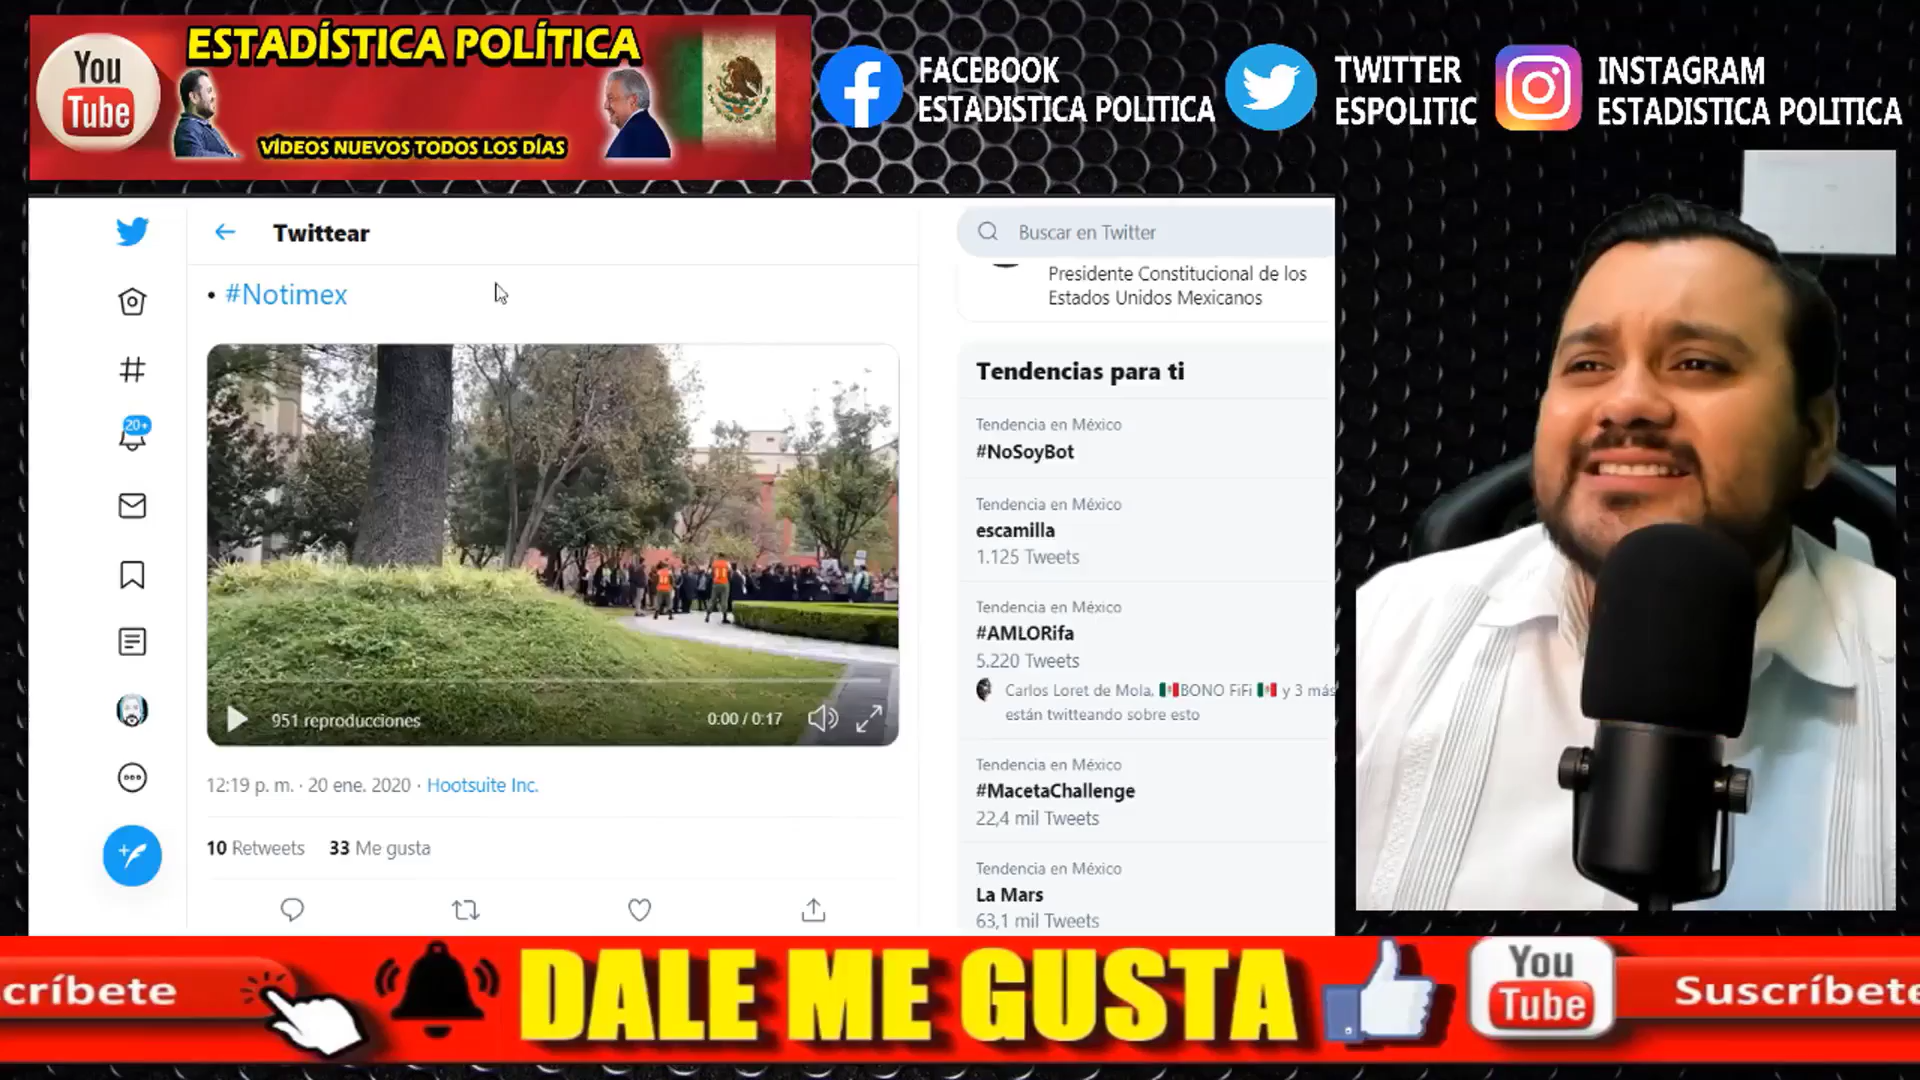 You
Tube
ESTADÍSTICA POLÍTICA
VÍDEOS NUEVOS TODOS LOS DÍAS
FACEBOOK
ESTADISTICA POLITICA
TWITTER
ESPOLITIC
INSTAGRAM
ESTADISTICA POLITICA
Twittear
Buscar en Twitter
• #Notimex
Presidente Constitucional de los
Estados Unidos Mexicanos
20+
Tendencias para ti
Tendencia en México
#NoSoyBot
Tendencia en México
escamilla
1.125 Tweets
Tendencia en México
#AMLORifa
5.220 Tweets
Carlos Loret de Mola, 🇲🇽BONO FiFi 🇲🇽 y 3 más
están twitteando sobre esto
Tendencia en México
#MacetaChallenge
22,4 mil Tweets
Tendencia en México
La Mars
63,1 mil Tweets
951 reproducciones
0:00 / 0:17
12:19 p. m. · 20 ene. 2020 · Hootsuite Inc.
10 Retweets 33 Me gusta
scríbete
DALE ME GUSTA
You
Tube
Suscríbete